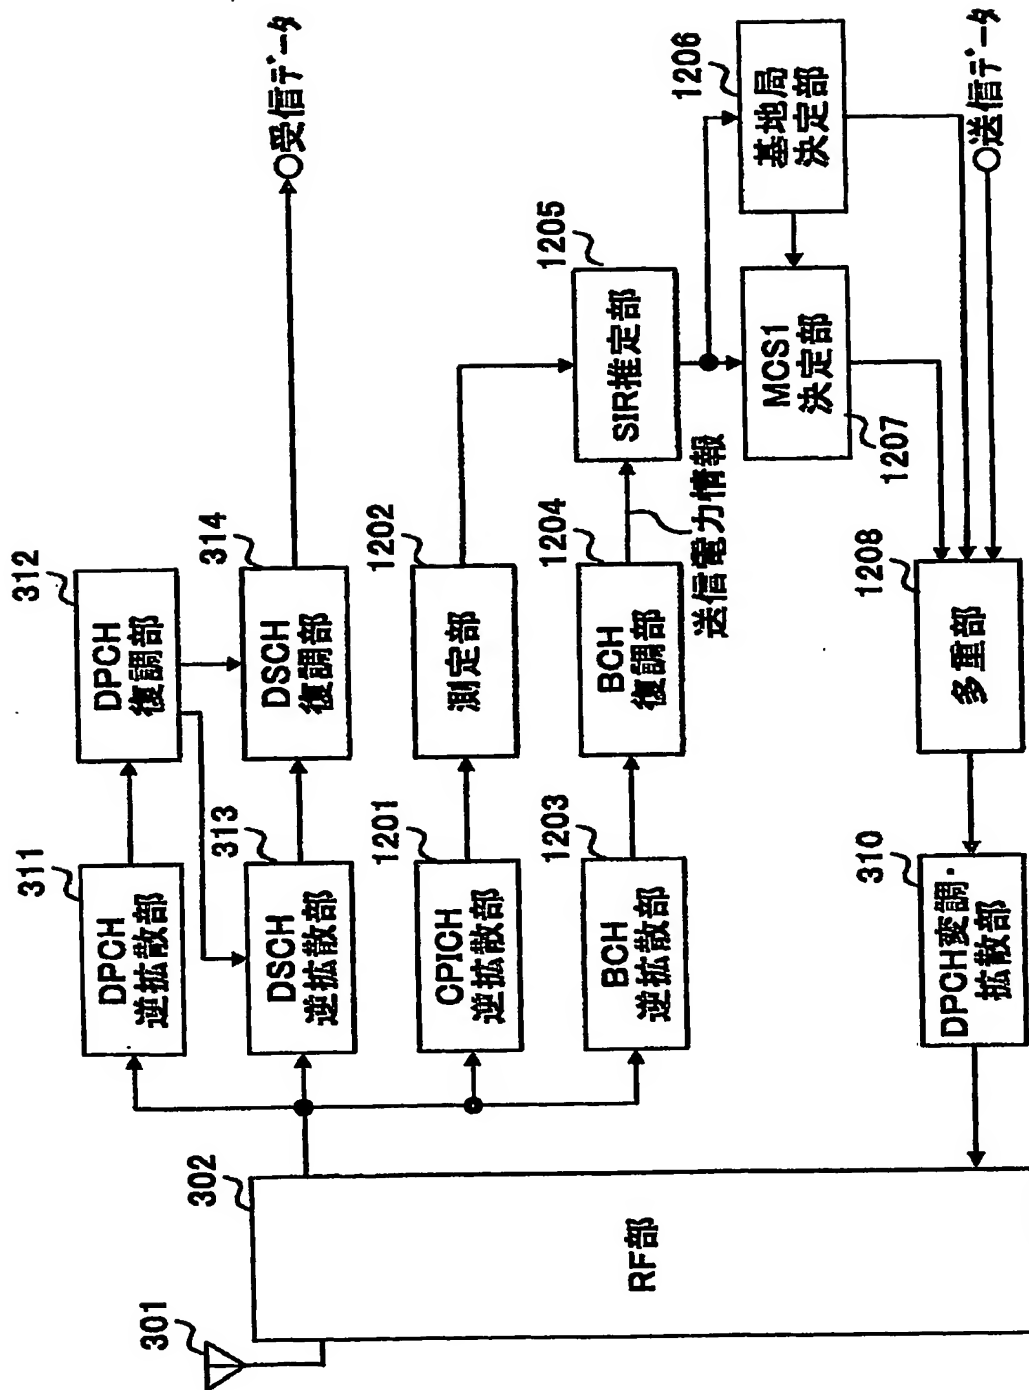 301
302
RF部
311
DPCH
逆拡散部
312
DPCH
復調部
313
DSCH
逆拡散部
314
DSCH
復調部
受信データ
1201
CPICH
逆拡散部
1202
測定部
1203
BCH
逆拡散部
1204
BCH
復調部
送信電力情報
1205
SIR推定部
1206
基地局
決定部
MCS1
決定部
1207
310
DPCH変調・
拡散部
1208
多重部
送信データ